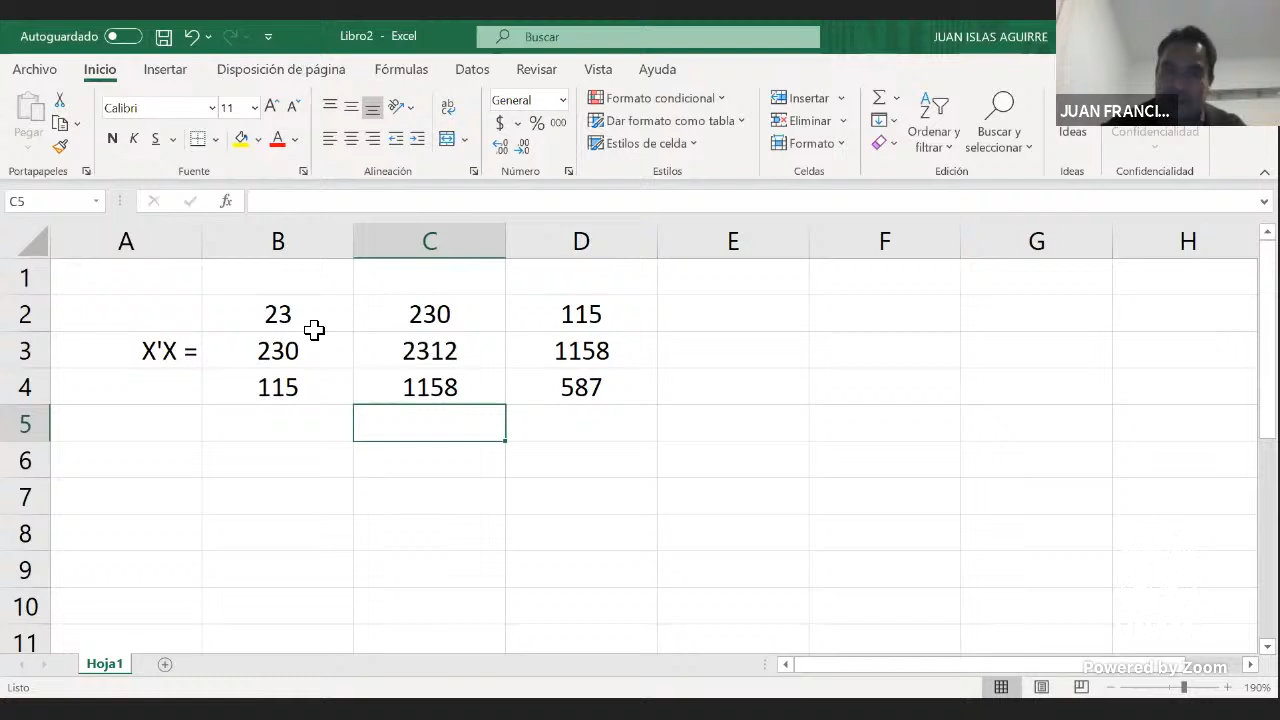 Autoguardado
Libro2 - Excel
Buscar
JUAN ISLAS AGUIRRE
Archivo Inicio Insertar Disposición de página Fórmulas Datos Revisar Vista Ayuda
JUAN FRANCI...
Pegar
Calibri 11
N K S
General
$ % 000
Formato condicional
Dar formato como tabla
Estilos de celda
Insertar
Eliminar
Formato
Ordenar y filtrar
Buscar y seleccionar
Ideas
Confidencialidad
Portapapeles Fuente Alineación Número Estilos Celdas Edición Ideas Confidencialidad
C5 fx
A B C D E F G H
1
2 23 230 115
3 X'X = 230 2312 1158
4 115 1158 587
5
6
7
8
9
10
11
Hoja1
Powered by Zoom
Listo 190%